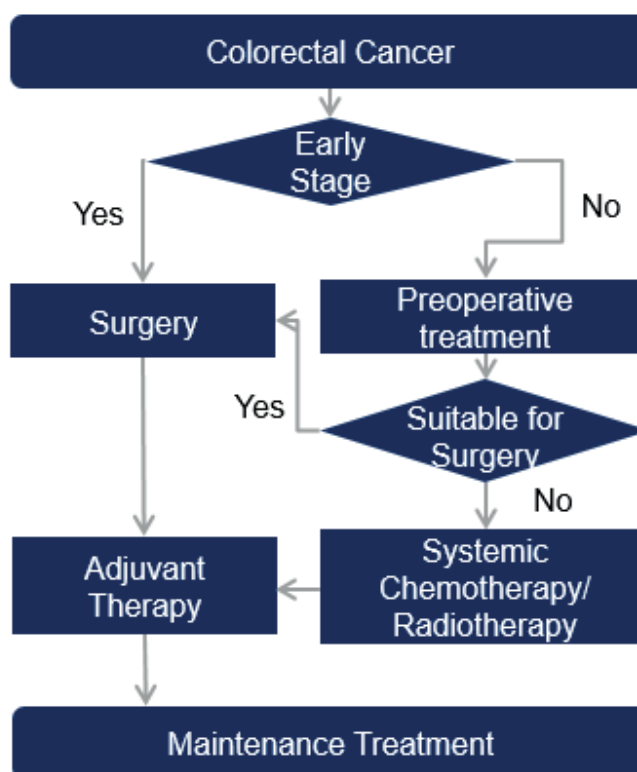 Colorectal Cancer
Early
Stage
Yes
No
Surgery
Preoperative
treatment
Yes
Suitable for
Surgery
No
Adjuvant
Therapy
Systemic
Chemotherapy/
Radiotherapy
Maintenance Treatment